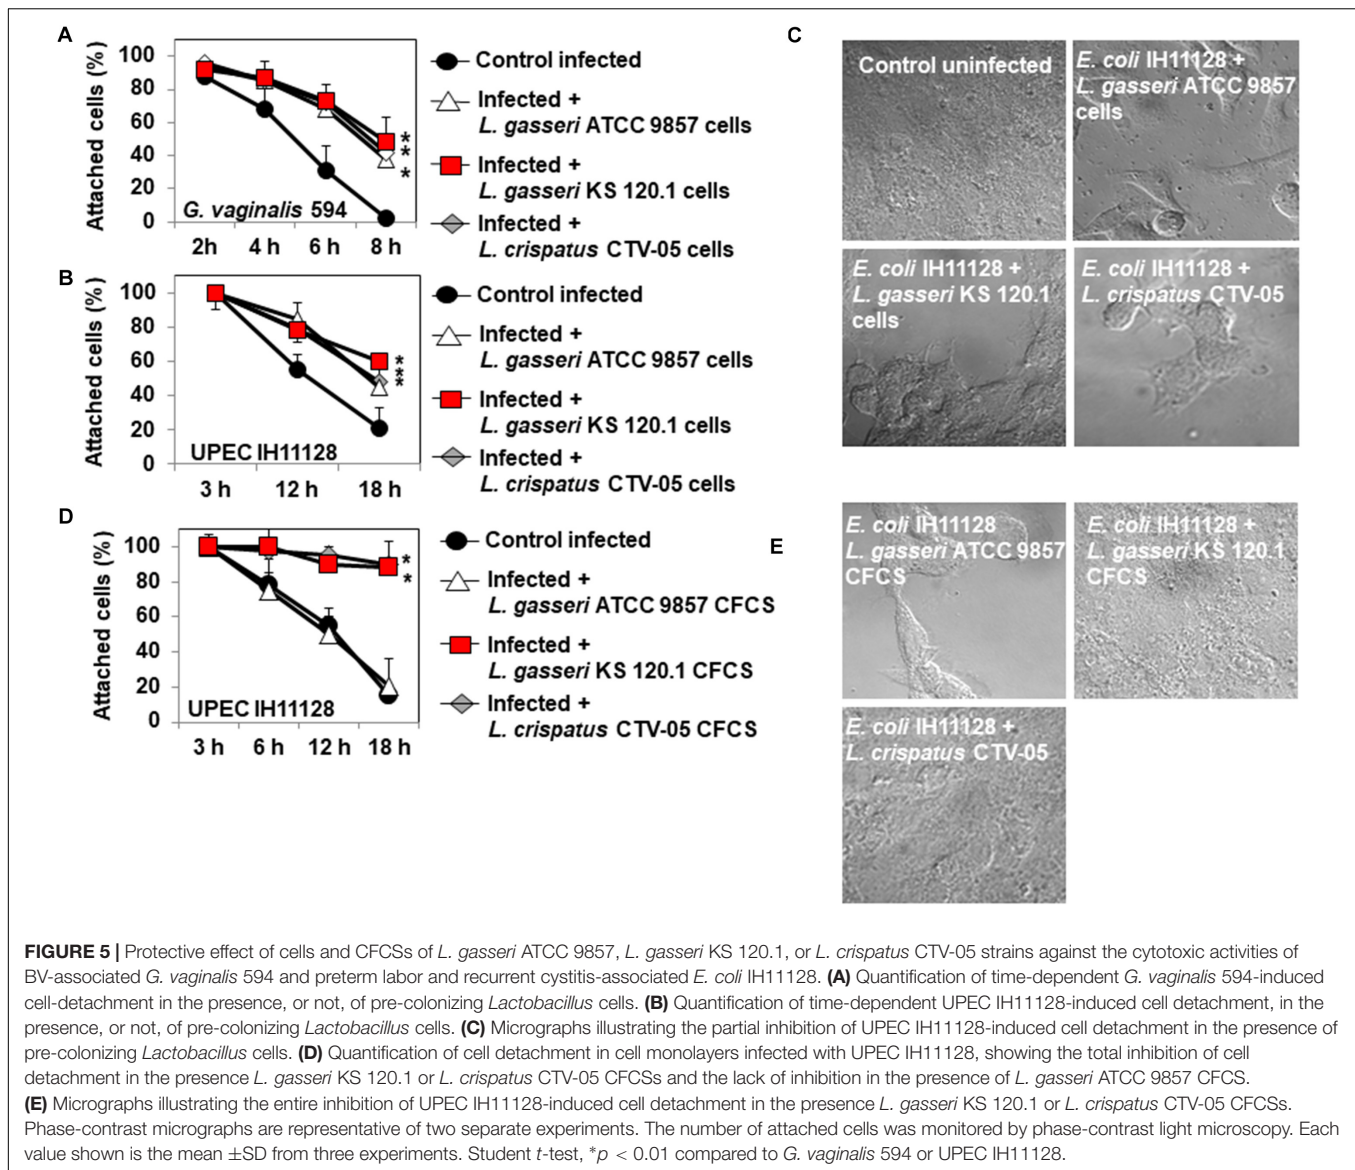 A
Attached cells (%)
100
80
60
40
20
0
G. vaginalis 594
2h 4 h 6 h 8 h
*
*
*
Control infected
Infected +
L. gasseri ATCC 9857 cells
Infected +
L. gasseri KS 120.1 cells
Infected +
L. crispatus CTV-05 cells
B
Attached cells (%)
100
80
60
40
20
0
UPEC IH11128
3 h 12 h 18 h
*
*
*
Control infected
Infected +
L. gasseri ATCC 9857 cells
Infected +
L. gasseri KS 120.1 cells
Infected +
L. crispatus CTV-05 cells
C
Control uninfected
E. coli IH11128 +
L. gasseri ATCC 9857
cells
E. coli IH11128 +
L. gasseri KS 120.1
cells
E. coli IH11128 +
L. crispatus CTV-05
D
Attached cells (%)
100
80
60
40
20
0
UPEC IH11128
3 h 6 h 12 h 18 h
*
*
Control infected
Infected +
L. gasseri ATCC 9857 CFCS
Infected +
L. gasseri KS 120.1 CFCS
Infected +
L. crispatus CTV-05 CFCS
E
E. coli IH11128
L. gasseri ATCC 9857
CFCS
E. coli IH11128 +
L. gasseri KS 120.1
CFCS
E. coli IH11128 +
L. crispatus CTV-05
FIGURE 5 | Protective effect of cells and CFCSs of L. gasseri ATCC 9857, L. gasseri KS 120.1, or L. crispatus CTV-05 strains against the cytotoxic activities of
BV-associated G. vaginalis 594 and preterm labor and recurrent cystitis-associated E. coli IH11128. (A) Quantification of time-dependent G. vaginalis 594-induced
cell-detachment in the presence, or not, of pre-colonizing Lactobacillus cells. (B) Quantification of time-dependent UPEC IH11128-induced cell detachment, in the
presence, or not, of pre-colonizing Lactobacillus cells. (C) Micrographs illustrating the partial inhibition of UPEC IH11128-induced cell detachment in the presence of
pre-colonizing Lactobacillus cells. (D) Quantification of cell detachment in cell monolayers infected with UPEC IH11128, showing the total inhibition of cell
detachment in the presence L. gasseri KS 120.1 or L. crispatus CTV-05 CFCSs and the lack of inhibition in the presence of L. gasseri ATCC 9857 CFCS.
(E) Micrographs illustrating the entire inhibition of UPEC IH11128-induced cell detachment in the presence L. gasseri KS 120.1 or L. crispatus CTV-05 CFCSs.
Phase-contrast micrographs are representative of two separate experiments. The number of attached cells was monitored by phase-contrast light microscopy. Each
value shown is the mean ±SD from three experiments. Student t-test, *p < 0.01 compared to G. vaginalis 594 or UPEC IH11128.